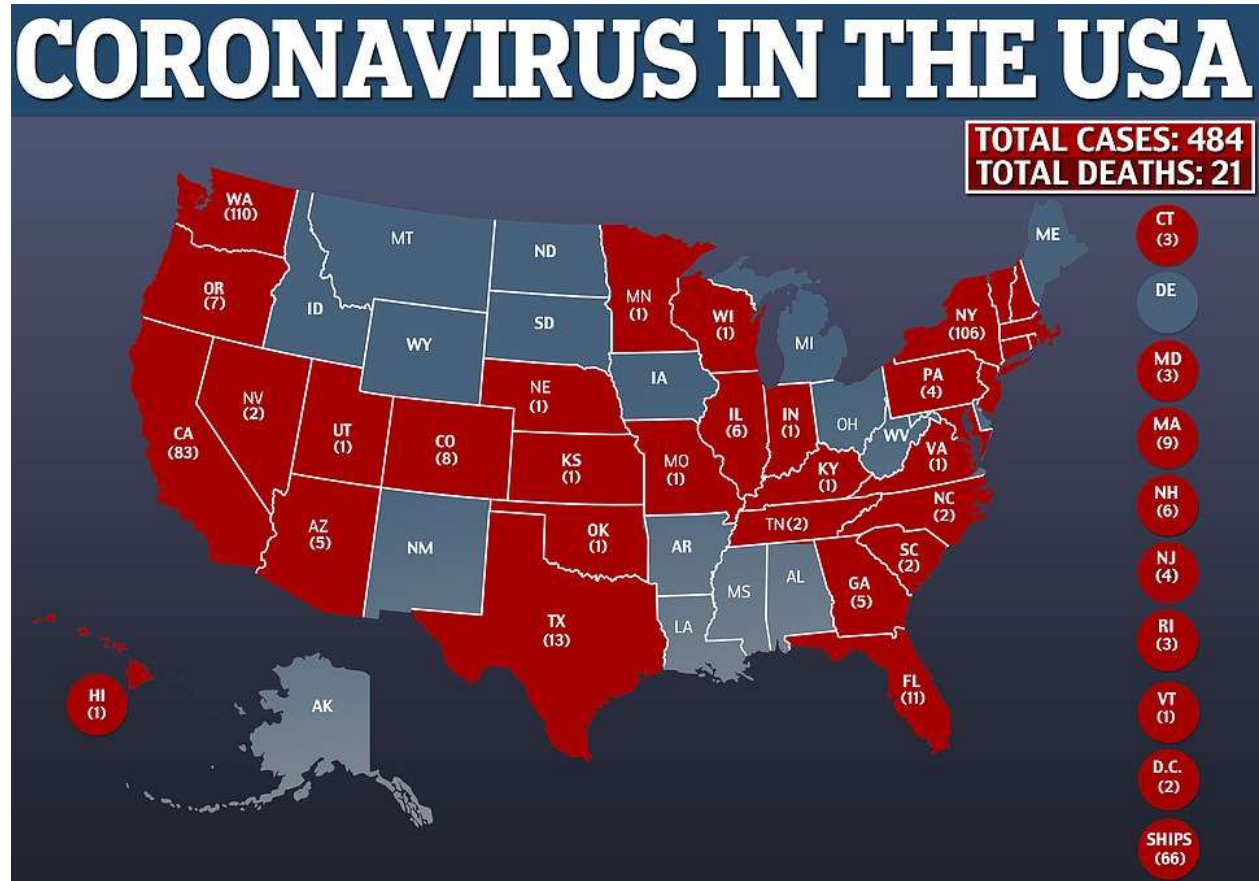 CORONAVIRUS IN THE USA
TOTAL CASES: 484
TOTAL DEATHS: 21
WA
(110)
MT
ND
MN
(1)
ME
OR
(7)
ID
SD
WI
(1)
NY
(106)
WY
MI
IA
PA
(4)
NE
(1)
NV
(2)
UT
(1)
CO
(8)
IL
(6)
IN
(1)
OH
WV
VA
(1)
CA
(83)
KS
(1)
MO
(1)
KY
(1)
NC
(2)
AZ
(5)
NM
OK
(1)
AR
TN(2)
SC
(2)
MS
AL
GA
(5)
TX
(13)
LA
FL
(11)
HI
(1)
AK
CT
(3)
DE
MD
(3)
MA
(9)
NH
(6)
NJ
(4)
RI
(3)
VT
(1)
D.C.
(2)
SHIPS
(66)